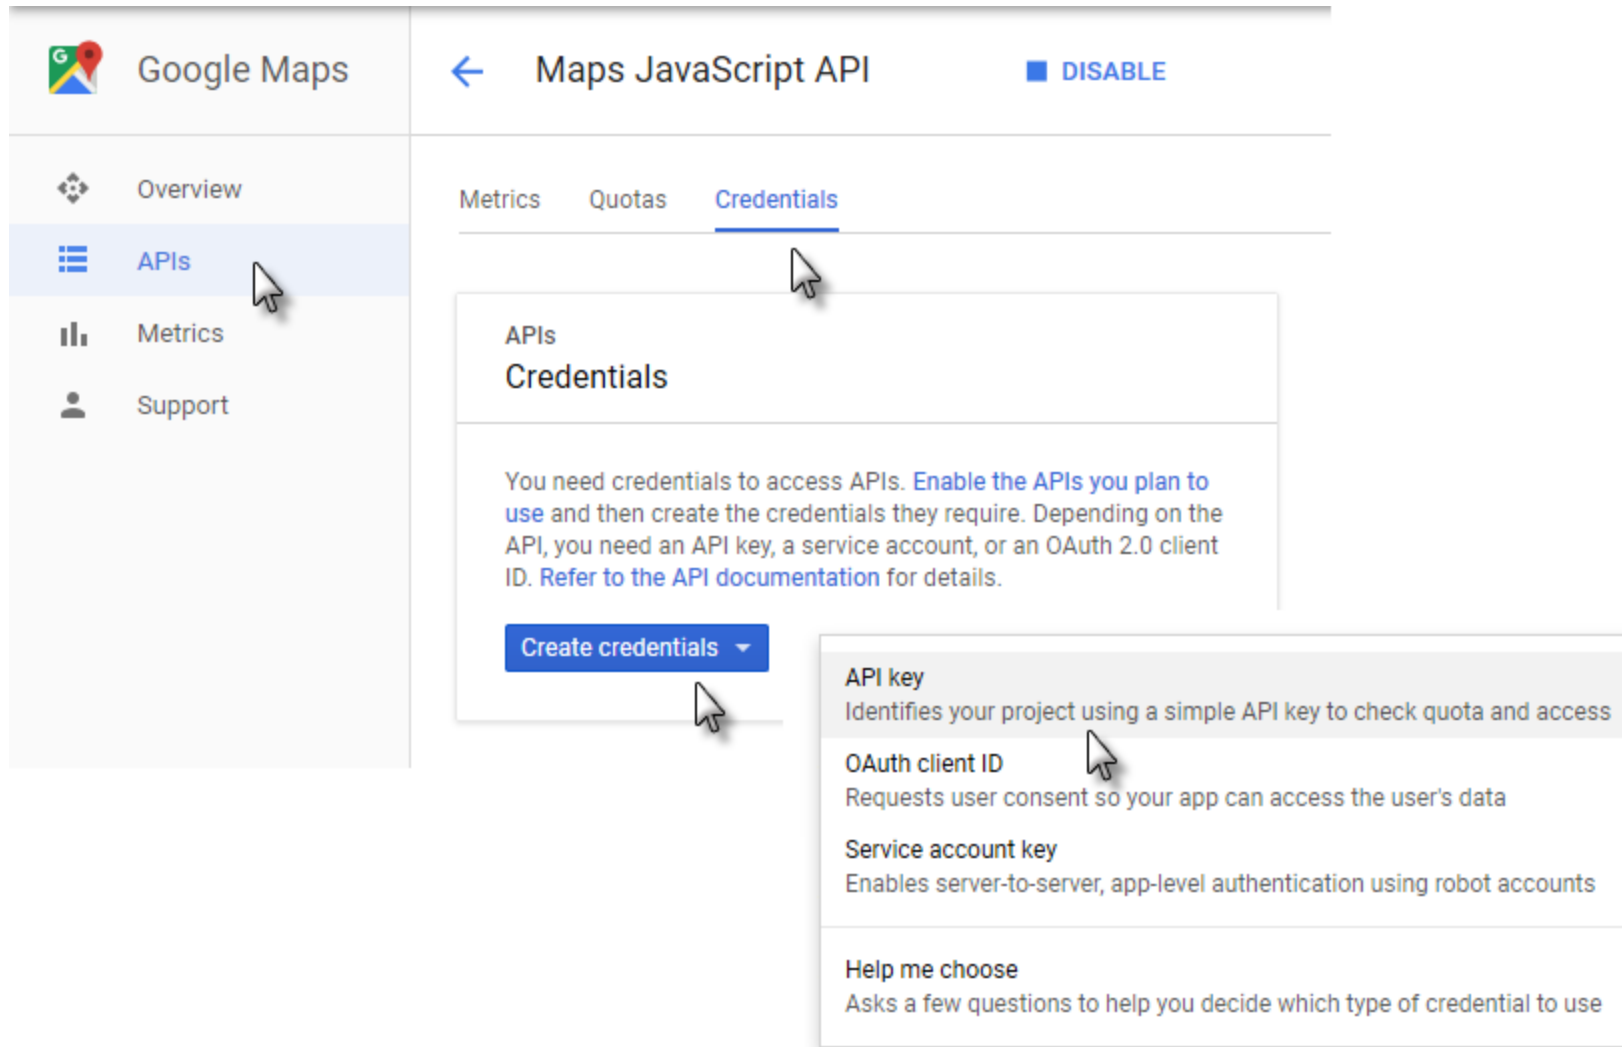 Google Maps
Maps JavaScript API
DISABLE
Overview
APIs
Metrics
Support
Metrics Quotas Credentials
APIs
Credentials
You need credentials to access APIs. Enable the APIs you plan to
use and then create the credentials they require. Depending on the
API, you need an API key, a service account, or an OAuth 2.0 client
ID. Refer to the API documentation for details.
Create credentials
API key
Identifies your project using a simple API key to check quota and access
OAuth client ID
Requests user consent so your app can access the user's data
Service account key
Enables server-to-server, app-level authentication using robot accounts
Help me choose
Asks a few questions to help you decide which type of credential to use